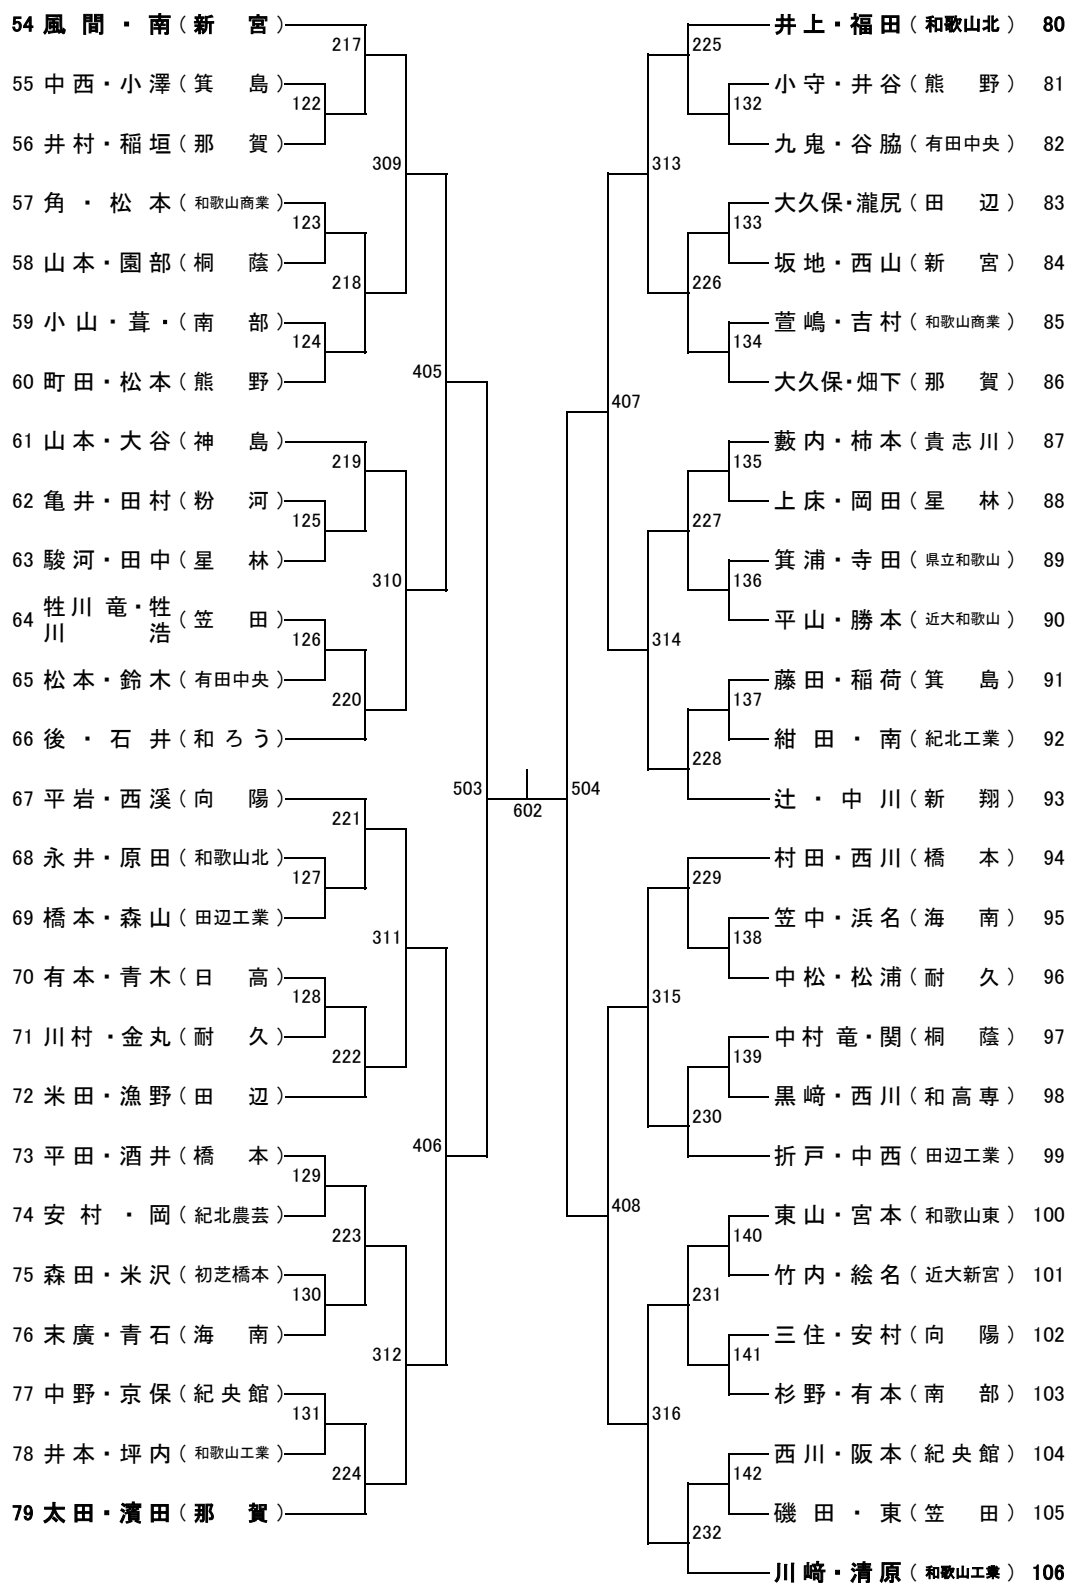 54 風間・南(新宮)
217
55 中西・小澤(箕島)
122
56 井村・稲垣(那賀)
309
57 角・松本(和歌山商業)
123
58 山本・園部(桐蔭)
218
59 小山・葺・(南部)
124
60 町田・松本(熊野)
405
61 山本・大谷(神島)
219
62 亀井・田村(粉河)
125
63 駿河・田中(星林)
310
64 牲川竜・牲川浩(笠田)
126
65 松本・鈴木(有田中央)
220
66 後・石井(和ろう)
503
67 平岩・西溪(向陽)
221
68 永井・原田(和歌山北)
127
69 橋本・森山(田辺工業)
311
70 有本・青木(日高)
128
71 川村・金丸(耐久)
222
72 米田・漁野(田辺)
406
73 平田・酒井(橋本)
129
74 安村・岡(紀北農芸)
223
75 森田・米沢(初芝橋本)
130
76 末廣・青石(海南)
312
77 中野・京保(紀央館)
131
78 井本・坪内(和歌山工業)
224
79 太田・濱田(那賀)
602
井上・福田(和歌山北) 80
225
小守・井谷(熊野) 81
132
九鬼・谷脇(有田中央) 82
313
大久保・瀧尻(田辺) 83
133
坂地・西山(新宮) 84
226
萱嶋・吉村(和歌山商業) 85
134
大久保・畑下(那賀) 86
407
藪内・柿本(貴志川) 87
135
上床・岡田(星林) 88
227
箕浦・寺田(県立和歌山) 89
136
平山・勝本(近大和歌山) 90
314
藤田・稲荷(箕島) 91
137
紺田・南(紀北工業) 92
228
辻・中川(新翔) 93
504
村田・西川(橋本) 94
229
笠中・浜名(海南) 95
138
中松・松浦(耐久) 96
315
中村竜・関(桐蔭) 97
139
黒﨑・西川(和高専) 98
230
折戸・中西(田辺工業) 99
408
東山・宮本(和歌山東) 100
140
竹内・絵名(近大新宮) 101
231
三住・安村(向陽) 102
141
杉野・有本(南部) 103
316
西川・阪本(紀央館) 104
142
磯田・東(笠田) 105
232
川﨑・清原(和歌山工業) 106